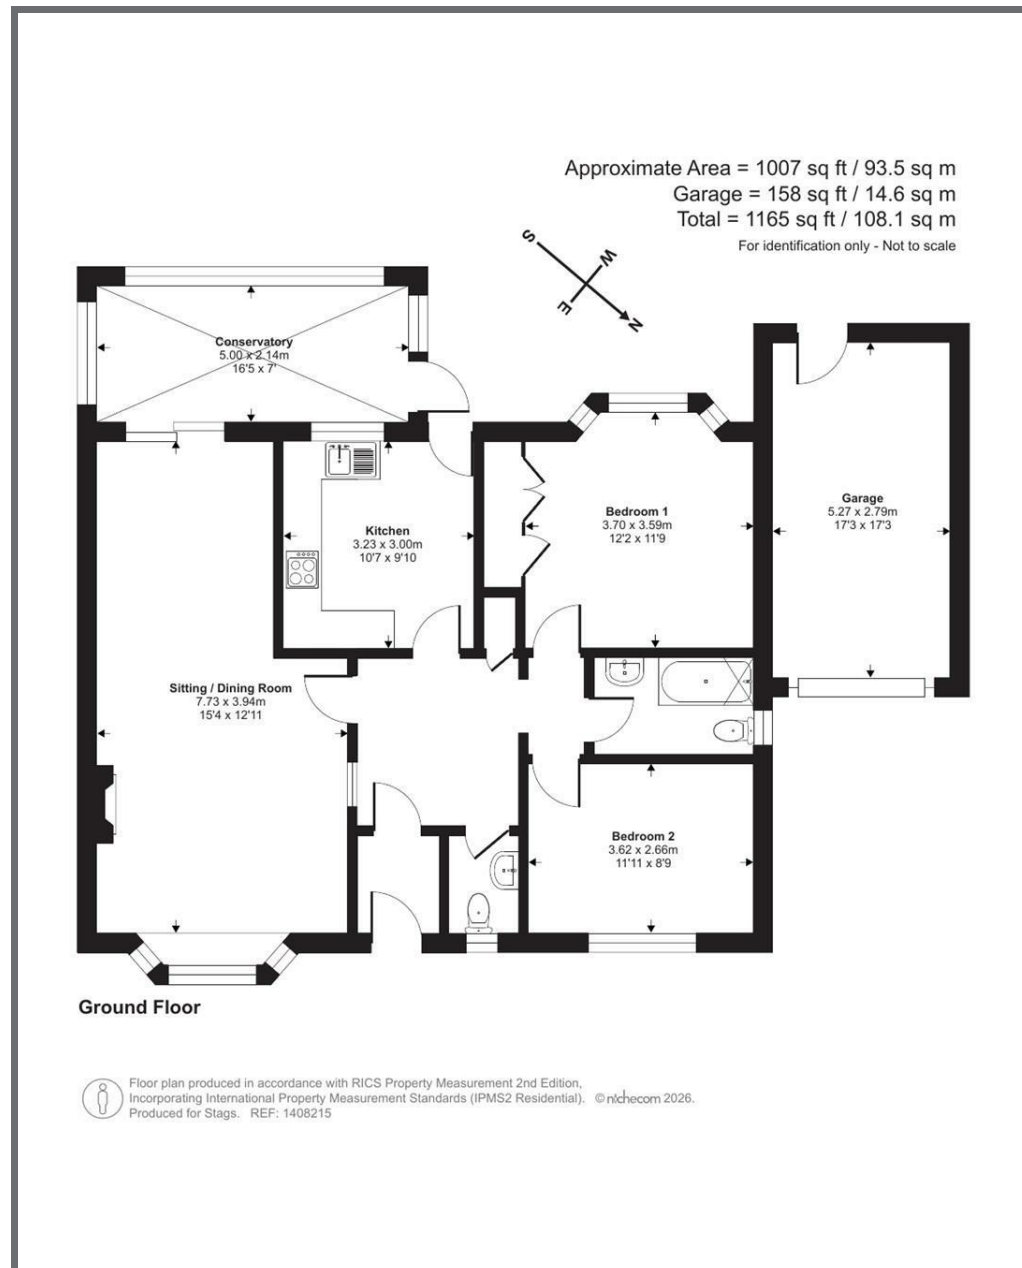 Approximate Area = 1007 sq ft / 93.5 sq m
Garage = 158 sq ft / 14.6 sq m
Total = 1165 sq ft / 108.1 sq m
For identification only - Not to scale
S
W
E
N
Conservatory
5.00 x 2.14m
16'5 x 7'
Kitchen
3.23 x 3.00m
10'7 x 9'10
Bedroom 1
3.70 x 3.59m
12'2 x 11'9
Garage
5.27 x 2.79m
17'3 x 17'3
Sitting / Dining Room
7.73 x 3.94m
15'4 x 12'11
Bedroom 2
3.62 x 2.66m
11'11 x 8'9
Ground Floor
Floor plan produced in accordance with RICS Property Measurement 2nd Edition,
Incorporating International Property Measurement Standards (IPMS2 Residential). © nichecom 2026.
Produced for Stags. REF: 1408215